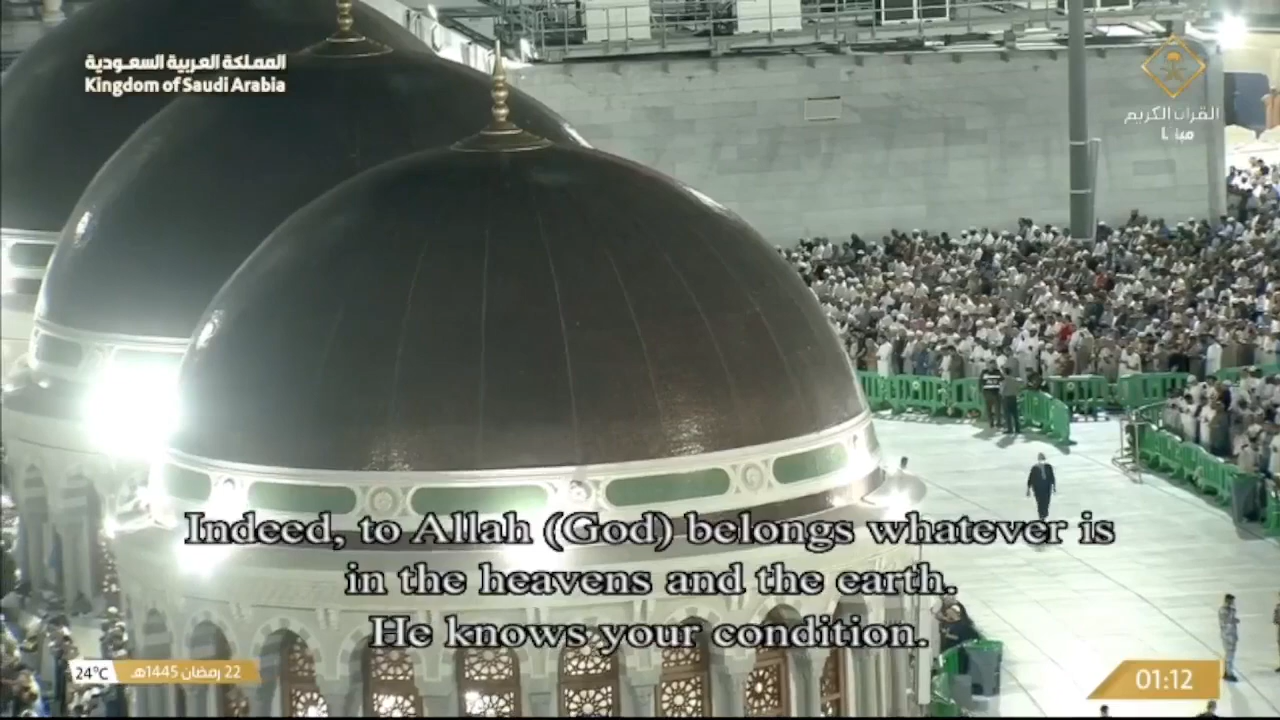 المملكة العربية السعودية
Kingdom of Saudi Arabia
القرآن الكريم
مباشر
Indeed, to Allah (God) belongs whatever is
in the heavens and the earth.
He knows your condition.
24°C
22 رمضان 1445هـ
01:12